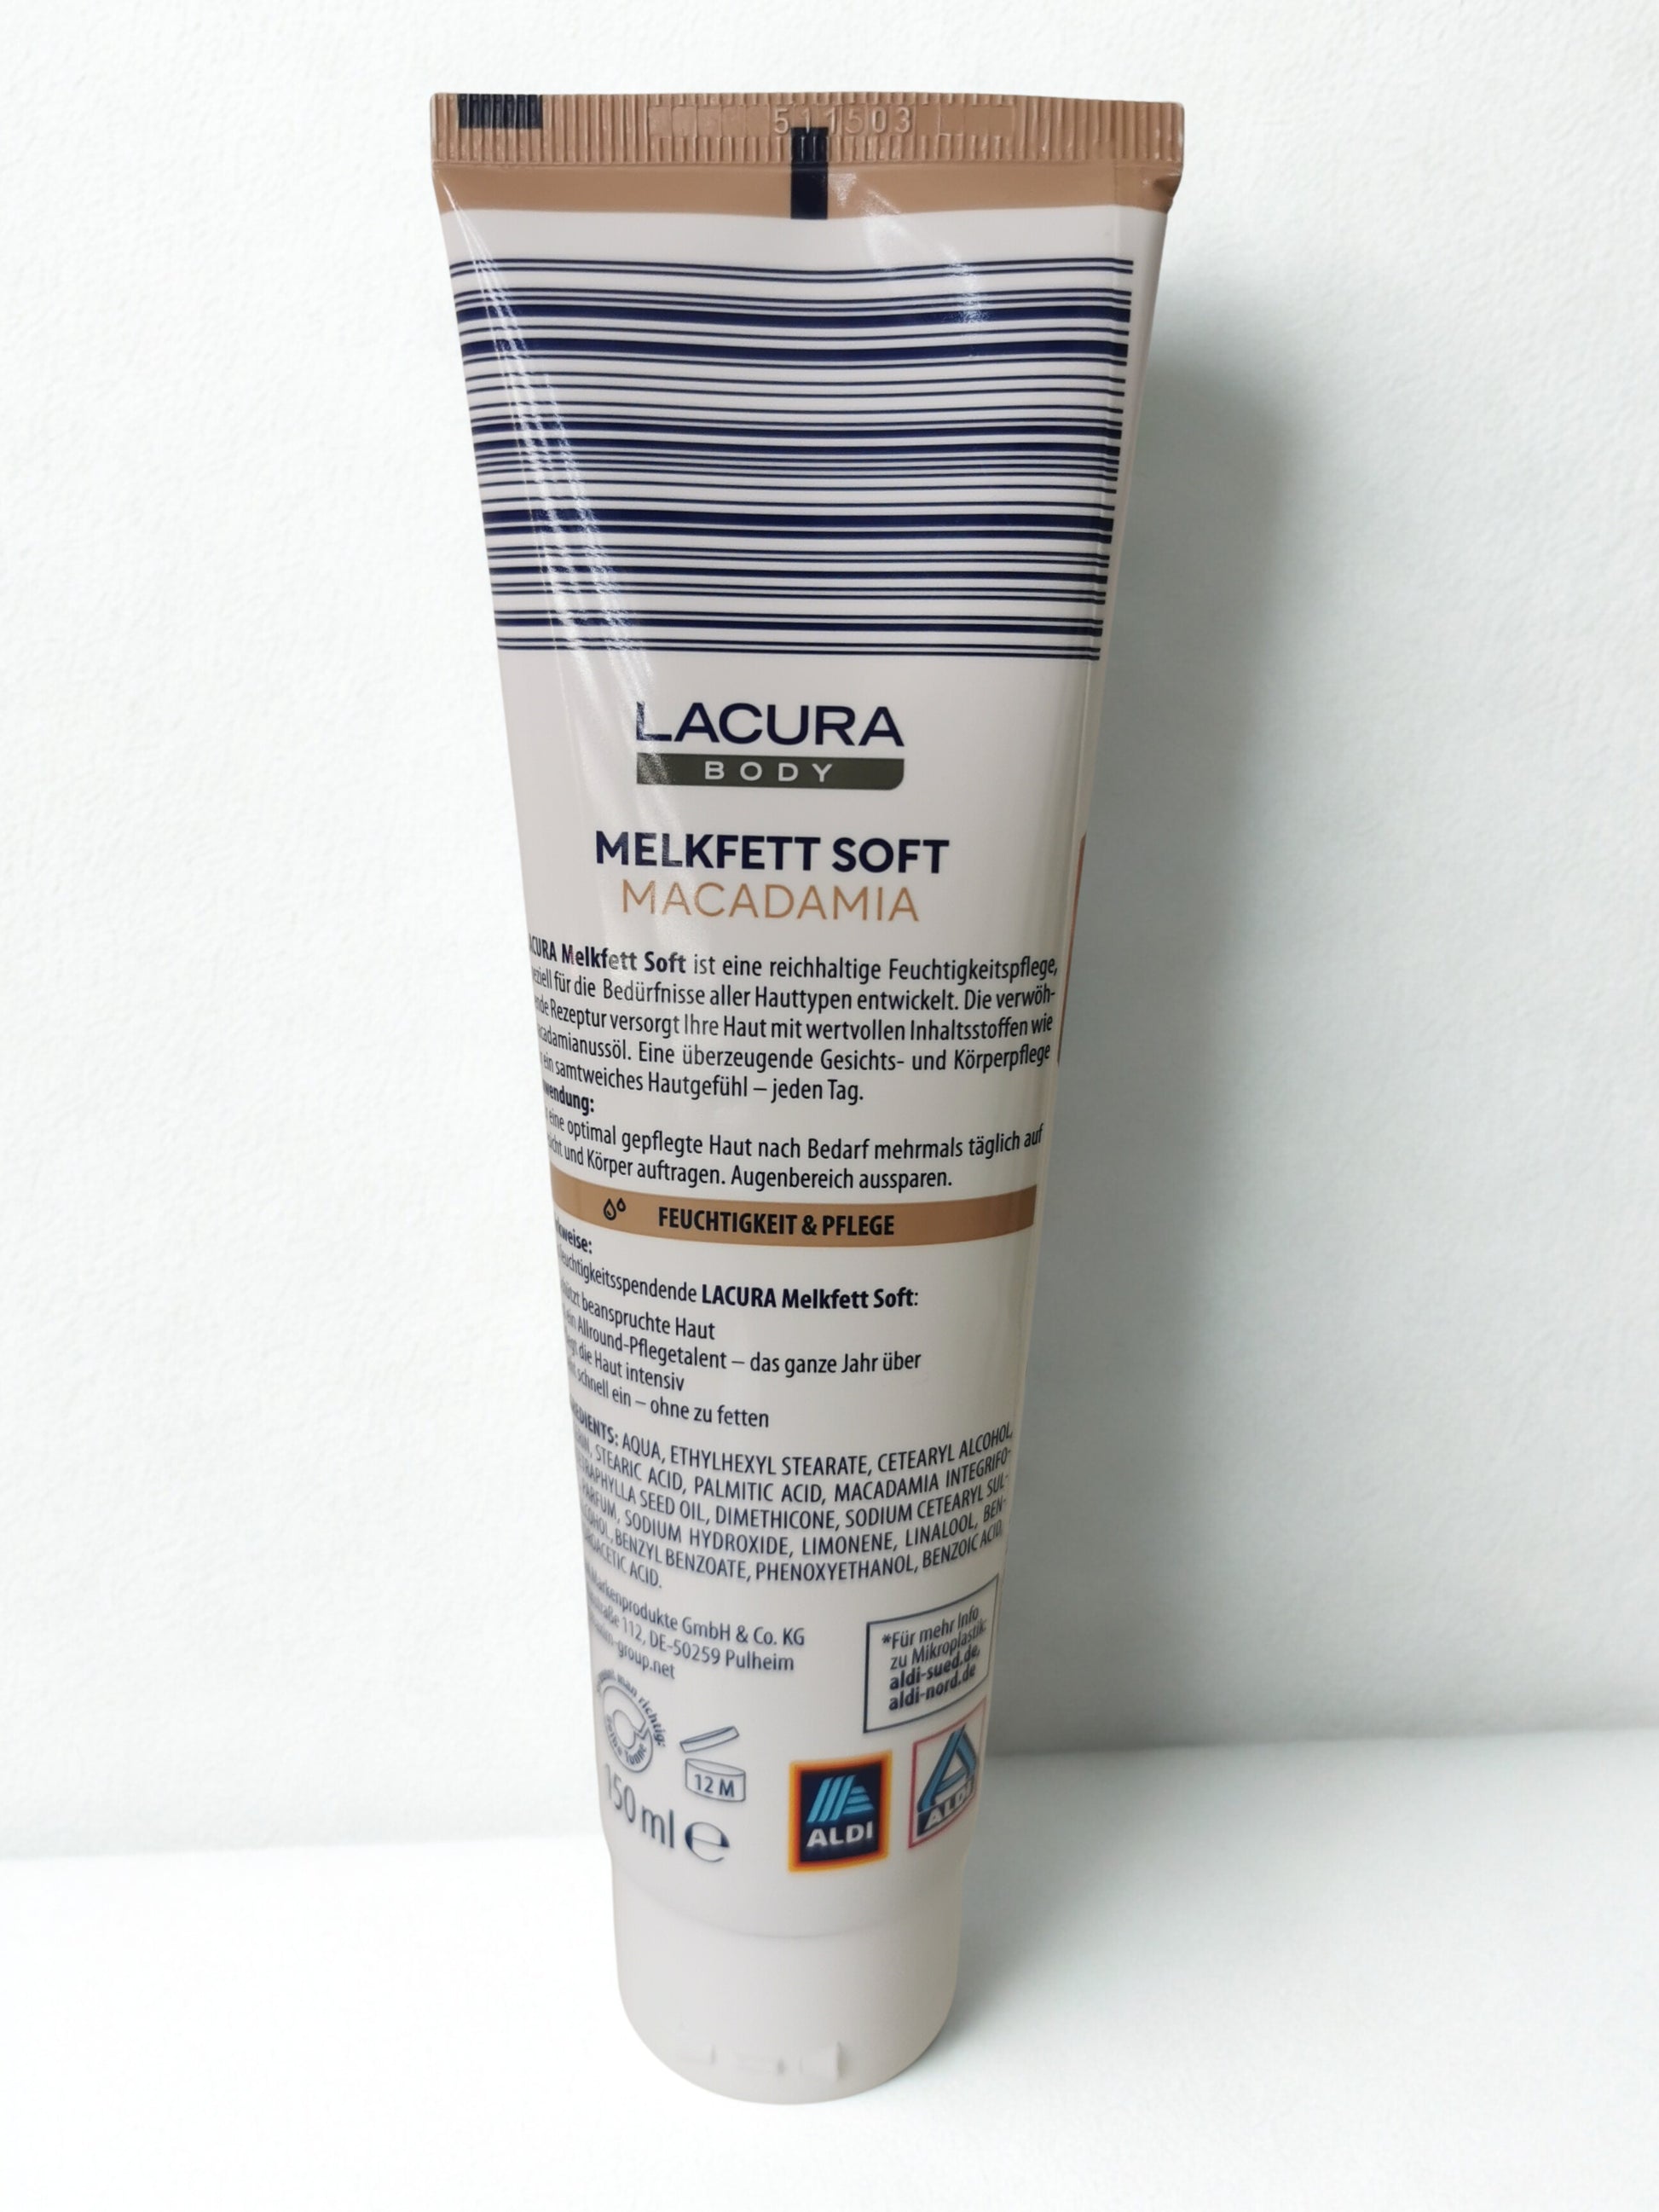 511503
LACURA
BODY
MELKFETT SOFT
MACADAMIA
Melkfett Soft ist eine reichhaltige Feuchtigkeitspflege,
für die Bedürfnisse aller Hauttypen entwickelt. Die verwöh-
Rezeptur versorgt Ihre Haut mit wertvollen Inhaltsstoffen wie
Eine überzeugende Gesichts- und Körperpflege
ein samtweiches Hautgefühl – jeden Tag.
eine optimal gepflegte Haut nach Bedarf mehrmals täglich auf
und Körper auftragen. Augenbereich aussparen.
FEUCHTIGKEIT & PFLEGE
LACURA Melkfett Soft:
beanspruchte Haut
ein Allround-Pflegetalent – das ganze Jahr über
die Haut intensiv
schnell ein – ohne zu fetten
AQUA, ETHYLHEXYL STEARATE, CETEARYL ALCOHOL,
STEARIC ACID, PALMITIC ACID, MACADAMIA INTEGRIFO-
SEED OIL, DIMETHICONE, SODIUM CETEARYL SUL-
PARFUM, SODIUM HYDROXIDE, LIMONENE, LINALOOL, BEN-
BENZYL BENZOATE, PHENOXYETHANOL, BENZOIC ACID,
ACID.
GmbH & Co. KG
112, DE-50259 Pulheim
*Für mehr Info
zu Mikroplastik:
aldi-sued.de,
aldi-nord.de
man richtig:
12 M
150 ml e
ALDI
ALDI